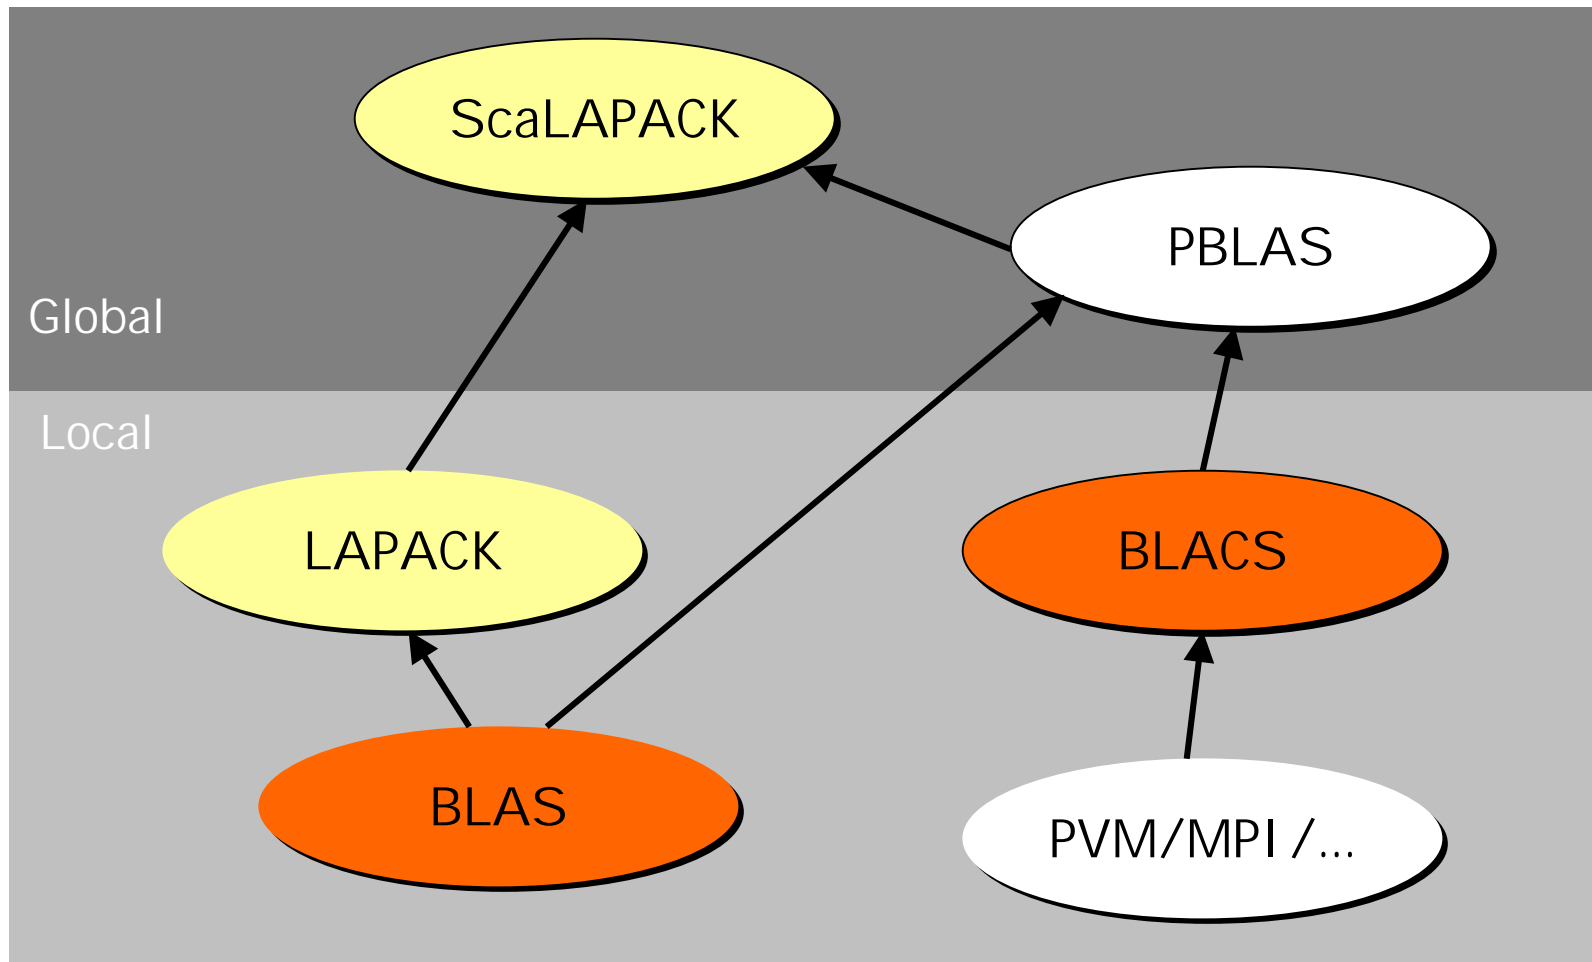 ScaLAPACK
PBLAS
Global
Local
LAPACK
BLACS
BLAS
PVM/MPI/...